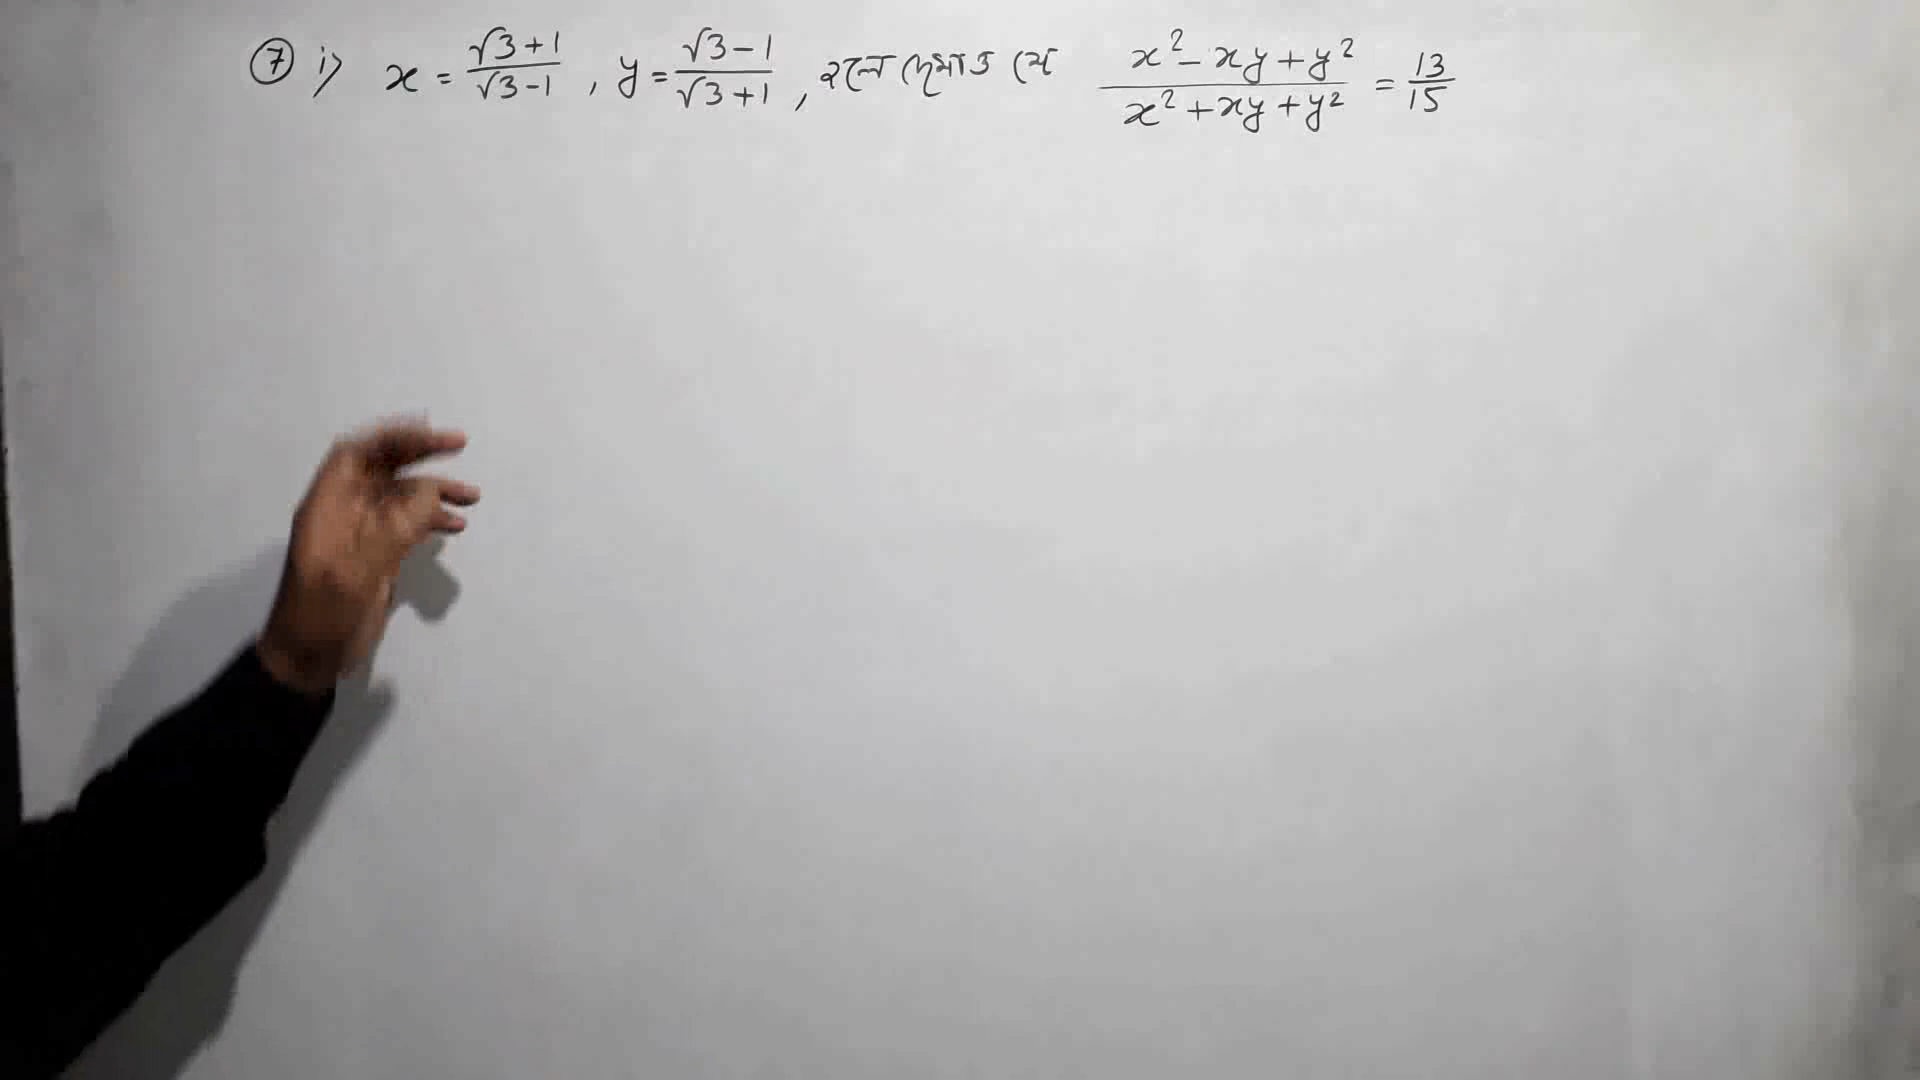 ⑦ i) x = √3+1/√3-1 , y = √3-1/√3+1 , হলে দেখাও যে x²-xy+y²/x²+xy+y² = 13/15